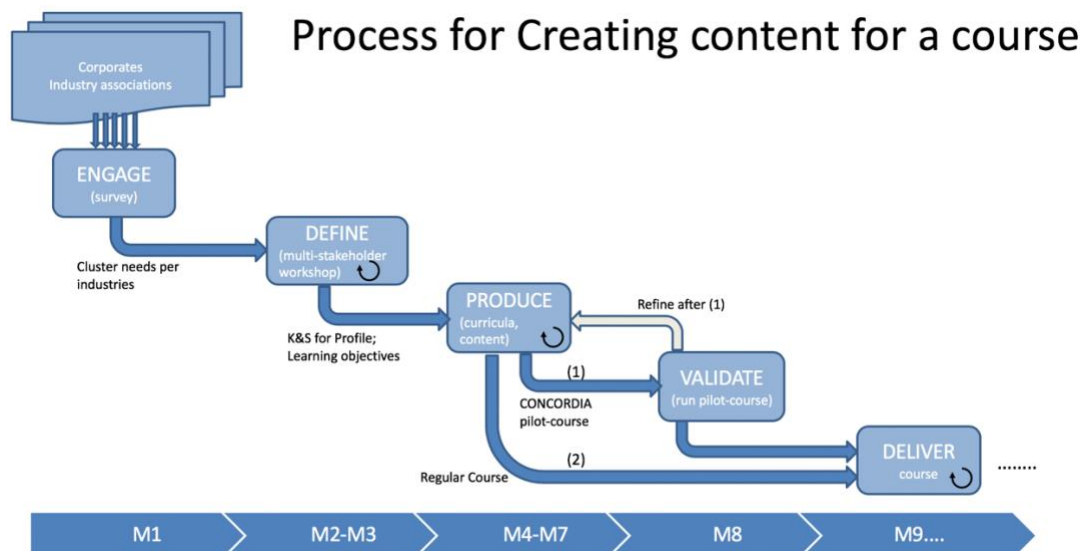 Process for Creating content for a course
Corporates
Industry associations
ENGAGE
(survey)
Cluster needs per
industries
DEFINE
(multi-stakeholder
workshop)
K&S for Profile;
Learning objectives
PRODUCE
(curricula,
content)
Refine after (1)
(1)
CONCORDIA
pilot-course
VALIDATE
(run pilot-course)
(2)
Regular Course
DELIVER
course
........
M1
M2-M3
M4-M7
M8
M9....